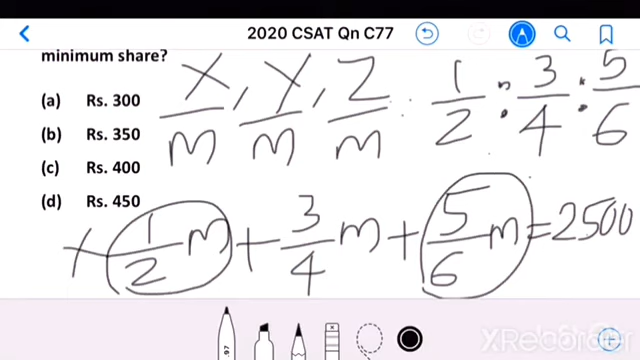 2020 CSAT Qn C77
minimum share?
(a) Rs. 300
(b) Rs. 350
(c) Rs. 400
(d) Rs. 450
X/m, Y/m, Z/m : 1/2 : 3/4 : 5/6
1/2 m + 3/4 m + 5/6 m = 2500
.97
XRecorder